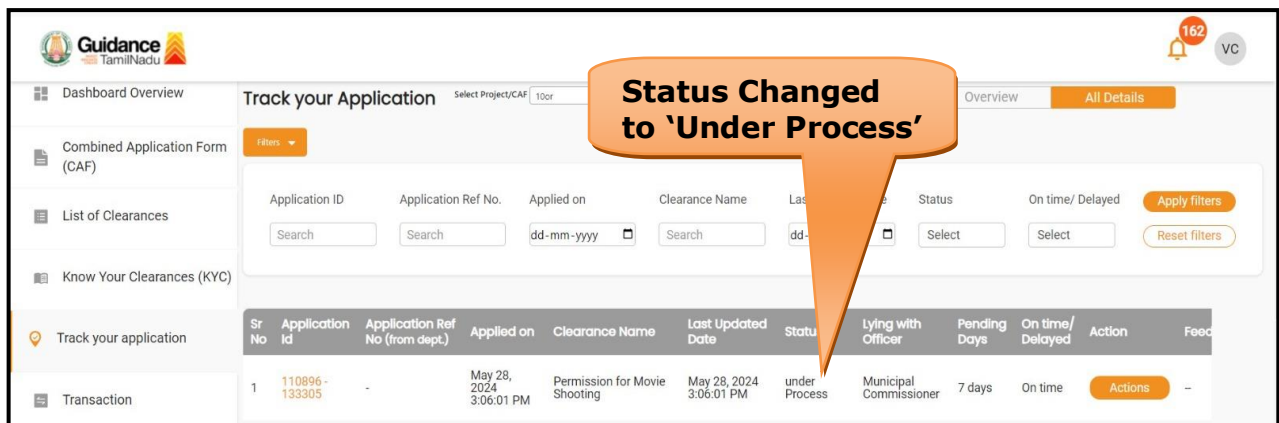 Guidance
TamilNadu
162
VC
Dashboard Overview
Combined Application Form
(CAF)
List of Clearances
Know Your Clearances (KYC)
Track your application
Transaction
Track your Application
Select Project/CAF
10or
Status Changed
to ‘Under Process’
Overview
All Details
Filters
Application ID Application Ref No. Applied on Clearance Name Status On time/ Delayed
Search Search dd-mm-yyyy Search Select Select
Apply filters
Reset filters
Sr No Application Id Application Ref No (from dept.) Applied on Clearance Name Last Updated Date Lying with Officer Pending Days On time/ Delayed Action
1 110896 - 133305 - May 28, 2024 3:06:01 PM Permission for Movie Shooting May 28, 2024 3:06:01 PM under Process Municipal Commissioner 7 days On time Actions –